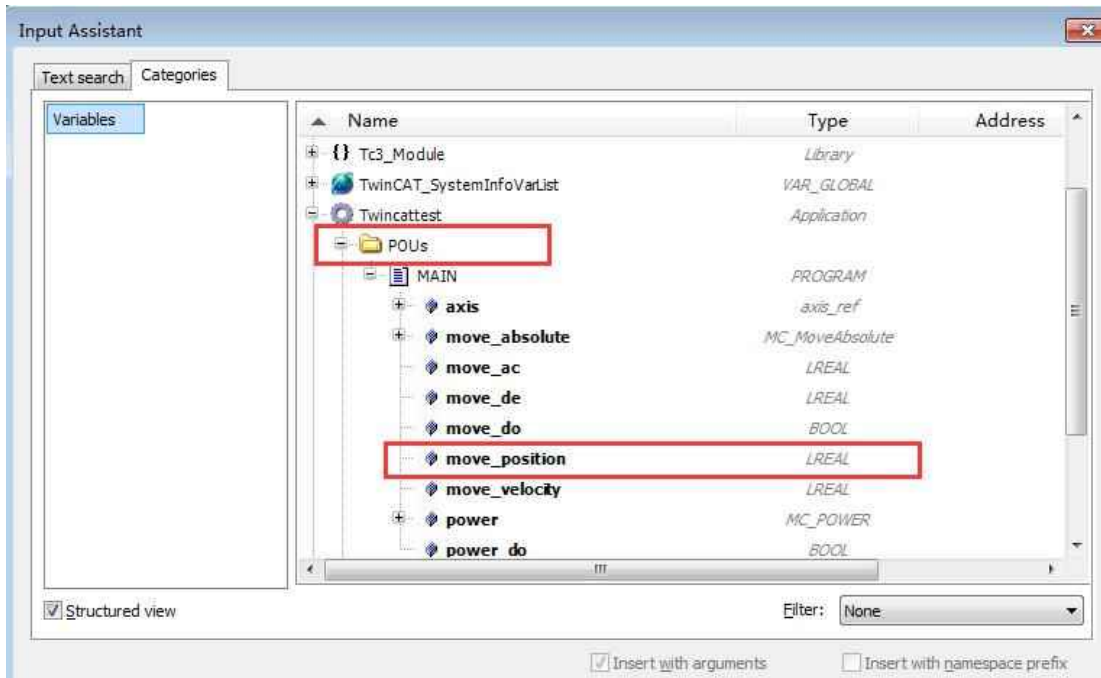 Input Assistant
Text search Categories
Variables
Name Type Address
{} Tc3_Module Library
TwinCAT_SystemInfoVarList VAR_GLOBAL
Twincattest Application
POUs
MAIN PROGRAM
axis axis_ref
move_absolute MC_MoveAbsolute
move_ac LREAL
move_de LREAL
move_do BOOL
move_position LREAL
move_velocity LREAL
power MC_POWER
power_do BOOL
Structured view Filter: None
Insert with arguments Insert with namespace prefix